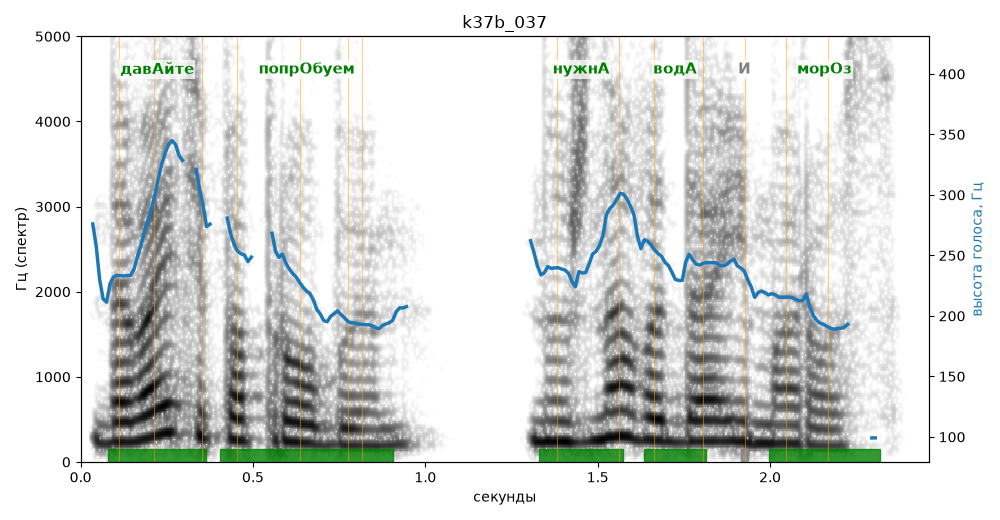 k37b_037
давАйте попрОбуем нужнА водА И морОз
5000
4000
3000
2000
1000
0
Гц (спектр)
400
350
300
250
200
150
100
высота голоса, Гц
0.0 0.5 1.0 1.5 2.0
секунды